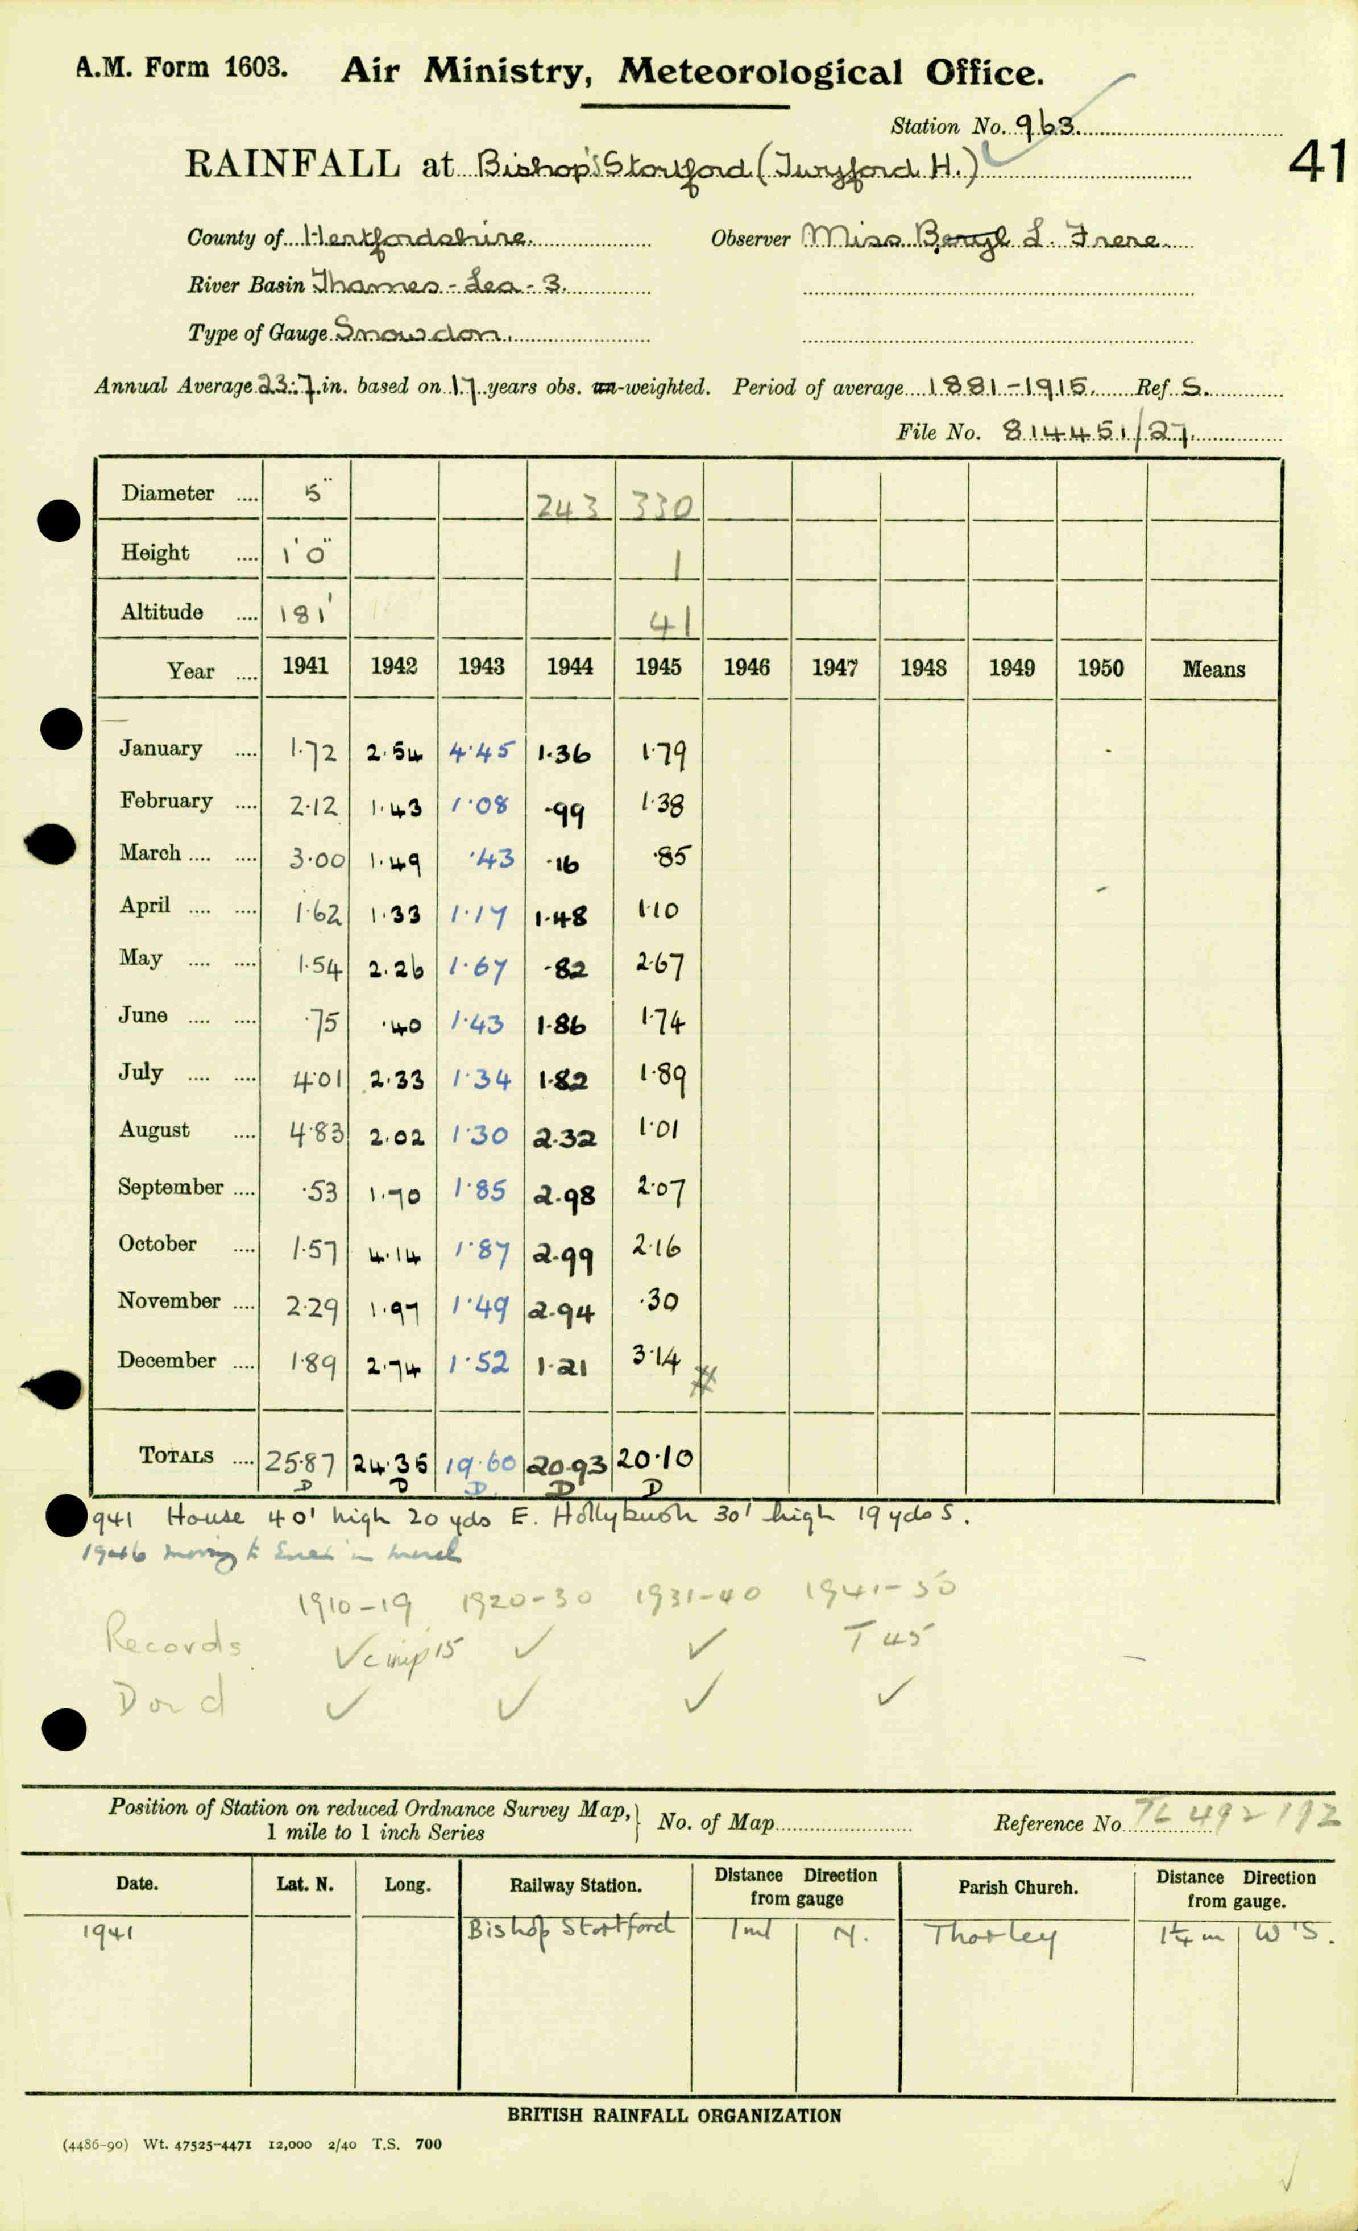 A.M. Form 1603. Air Ministry, Meteorological Office.
Station No. 963.
41
RAINFALL at Bishop's Stortford (Twyford H.)
County of Hertfordshire. Observer Miss Beryl L. Frere.
River Basin Thames - Lea - 3.
Type of Gauge Snowdon.
Annual Average 23.7 in. based on 17 years obs. un-weighted. Period of average 1881-1915. Ref. S.
File No. 814451/27.
Diameter .... 5" 243 330
Height .... 1'0" 1
Altitude .... 181' 41
Year .... 1941 1942 1943 1944 1945 1946 1947 1948 1949 1950 Means
January .... 1.72 2.54 4.45 1.36 1.79
February .... 2.12 1.43 1.08 .99 1.38
March .... .... 3.00 1.49 .43 .16 .85
April .... .... 1.62 1.33 1.17 1.48 1.10
May .... .... 1.54 2.26 1.67 .82 2.67
June .... .... .75 .40 1.43 1.86 1.74
July .... .... 4.01 2.33 1.34 1.82 1.89
August .... 4.83 2.02 1.30 2.32 1.01
September .... .53 1.70 1.85 2.98 2.07
October .... 1.57 4.14 1.87 2.99 2.16
November .... 2.29 1.97 1.49 2.94 .30
December .... 1.89 2.74 1.52 1.21 3.14
TOTALS .... 25.87 24.35 19.60 20.93 20.10
D D D D D
1941 House 40' high 20 yds E. Hollybush 30' high 19 yds S.
1946 moving to in March
1910-19 1920-30 1931-40 1941-50
Records ✓ 15 ✓ ✓ T 45
Dord ✓ ✓ ✓ ✓
Position of Station on reduced Ordnance Survey Map, 1 mile to 1 inch Series No. of Map Reference No. TL 492192
Date. Lat. N. Long. Railway Station. Distance Direction from gauge Parish Church. Distance Direction from gauge.
1941 Bishop Stortford 1 ml N. Thorley 1¼ m W'S.
BRITISH RAINFALL ORGANIZATION
(4486-90) Wt. 47525-4471 12,000 2/40 T.S. 700